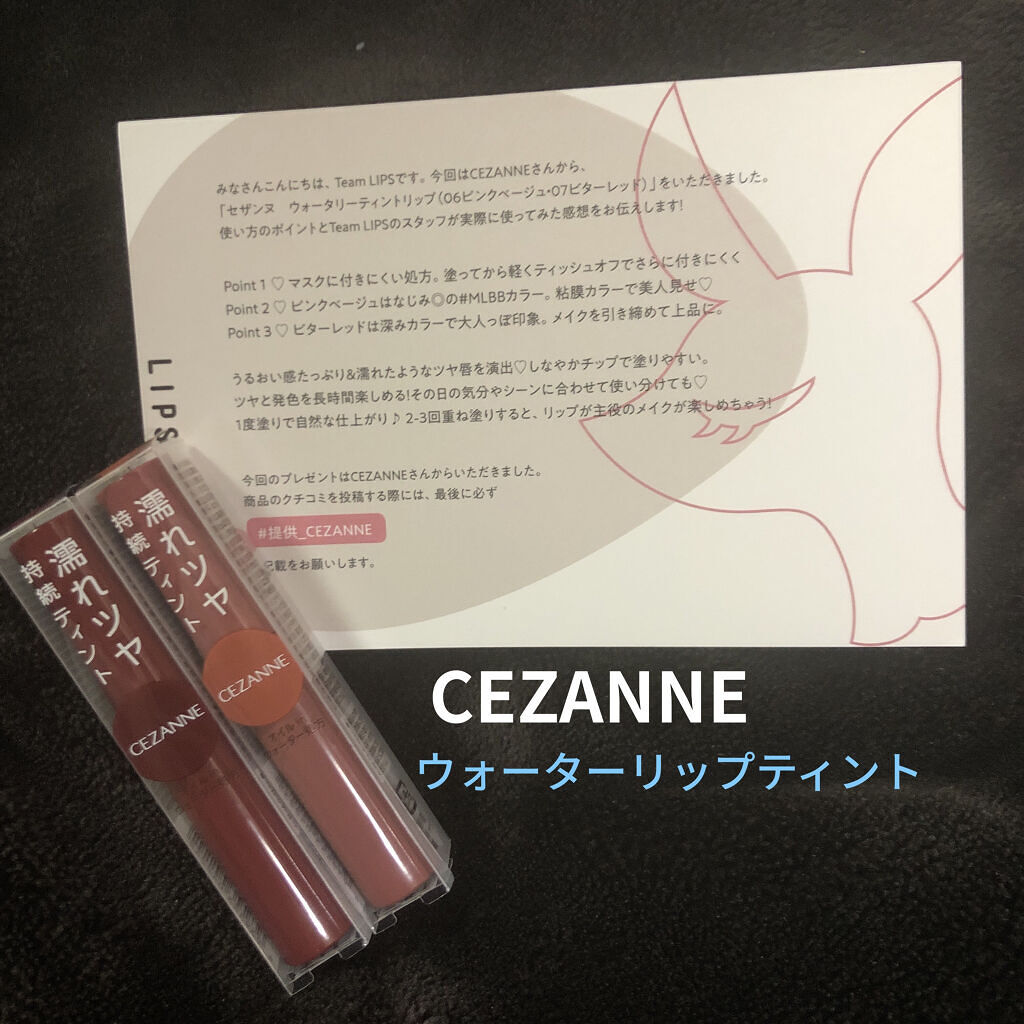 みなさんこんにちは、Team LIPSです。今回はCEZANNEさんから、
「セザンヌ　ウォータリーティントリップ（06ピンクベージュ・07ビターレッド）」をいただきました。
使い方のポイントとTeam LIPSのスタッフが実際に使ってみた感想をお伝えします!
Point 1 ♡ マスクに付きにくい処方。塗ってから軽くティッシュオフでさらに付きにくく
Point 2 ♡ ピンクベージュはなじみ◎の#MLBBカラー。粘膜カラーで美人見せ♡
Point 3 ♡ ビターレッドは深みカラーで大人っぽ印象。メイクを引き締めて上品に。
うるおい感たっぷり&濡れたようなツヤ唇を演出♡しなやかチップで塗りやすい。
ツヤと発色を長時間楽しめる!その日の気分やシーンに合わせて使い分けても♡
1度塗りで自然な仕上がり♪ 2-3回重ね塗りすると、リップが主役のメイクが楽しめちゃう!
今回のプレゼントはCEZANNEさんからいただきました。
商品のクチコミを投稿する際には、最後に必ず
#提供_CEZANNE
記載をお願いします。
LIPS
濡れツヤ
持続ティント
CEZANNE
濡れツヤ
持続ティント
CEZANNE
オイル in
ウォーター処方
CEZANNE
ウォーターリップティント